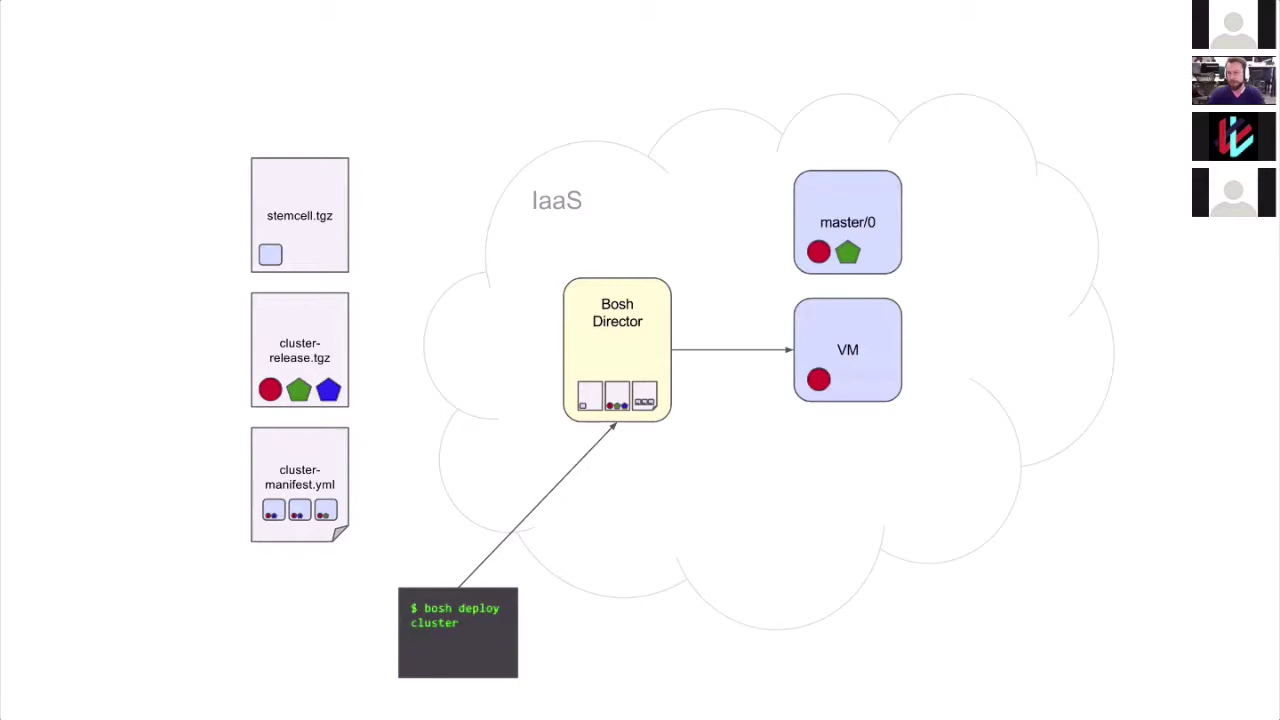 stemcell.tgz
cluster-
release.tgz
cluster-
manifest.yml
IaaS
Bosh
Director
master/0
VM
$ bosh deploy
cluster